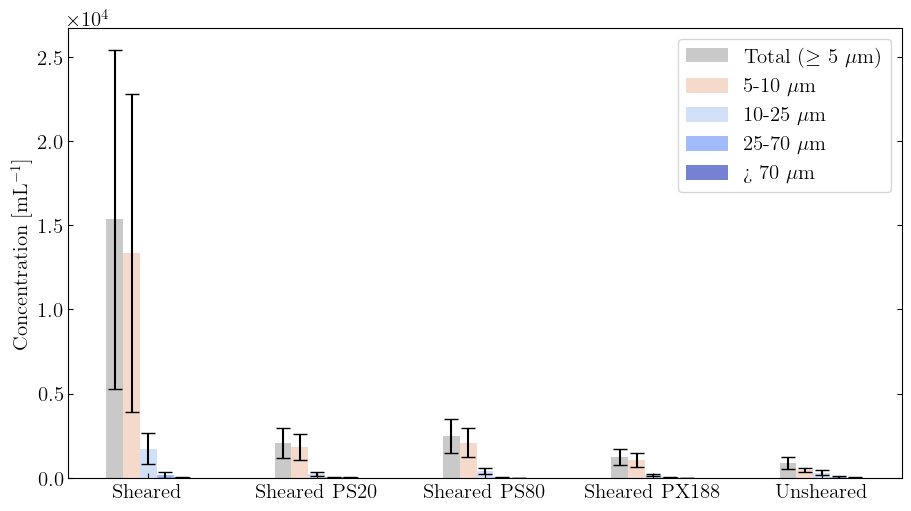 ×10⁴
2.5
2.0
1.5
1.0
0.5
0.0
Concentration [mL⁻¹]
Total (≥ 5 μm)
5-10 μm
10-25 μm
25-70 μm
¿ 70 μm
Sheared
Sheared PS20
Sheared PS80
Sheared PX188
Unsheared